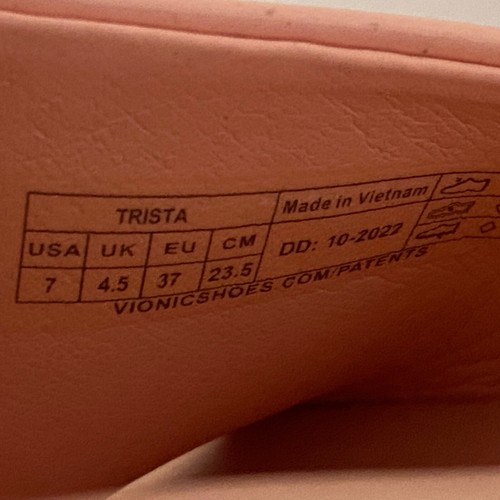 TRISTA
Made in Vietnam
USA UK EU CM
DD: 10-2022
7 4.5 37 23.5
VIONICSHOES.COM/PATENTS